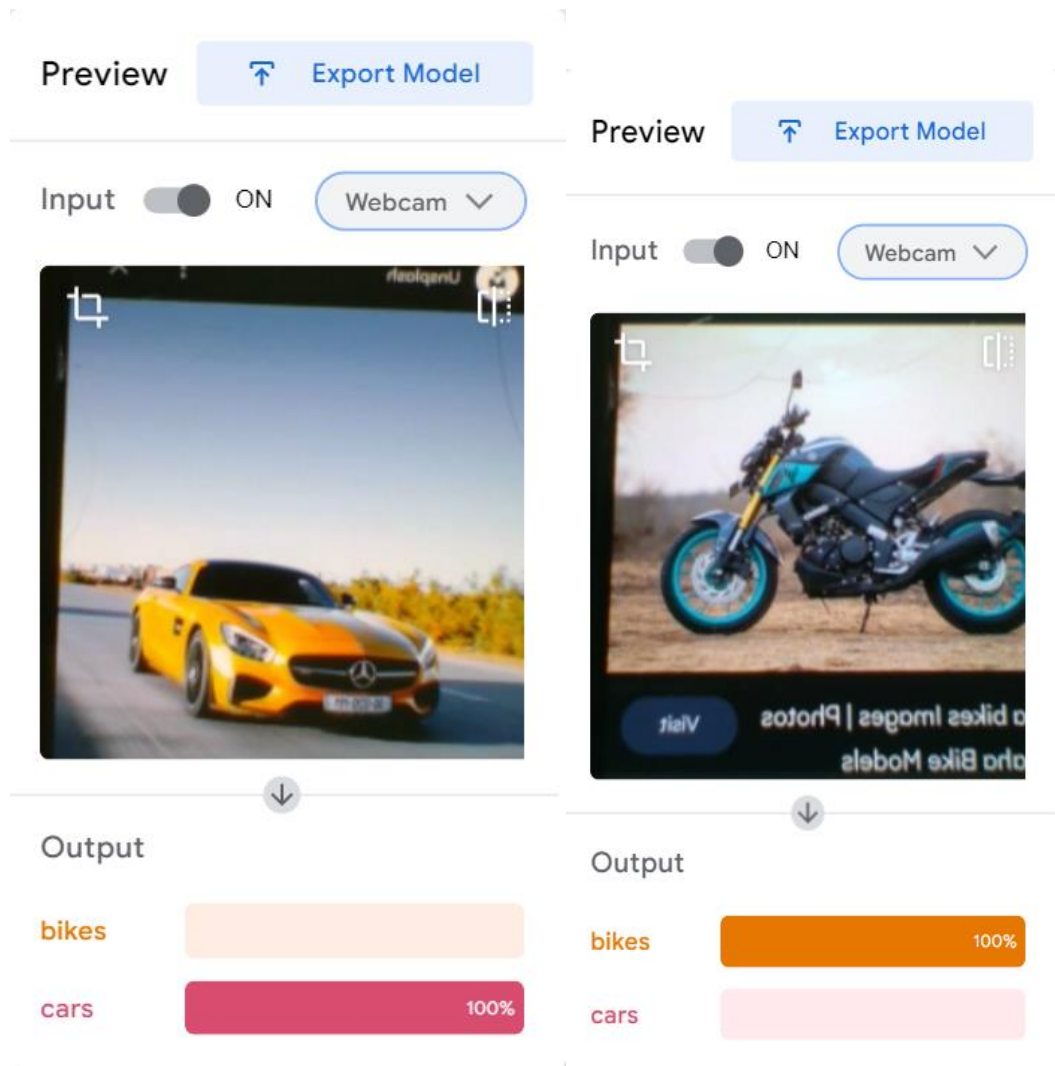 Preview
Export Model
Input
ON
Webcam
Unsplash
Output
bikes
cars
100%
Preview
Export Model
Input
ON
Webcam
a bikes Images | Photos
aha Bike Models
Visit
Output
bikes
100%
cars